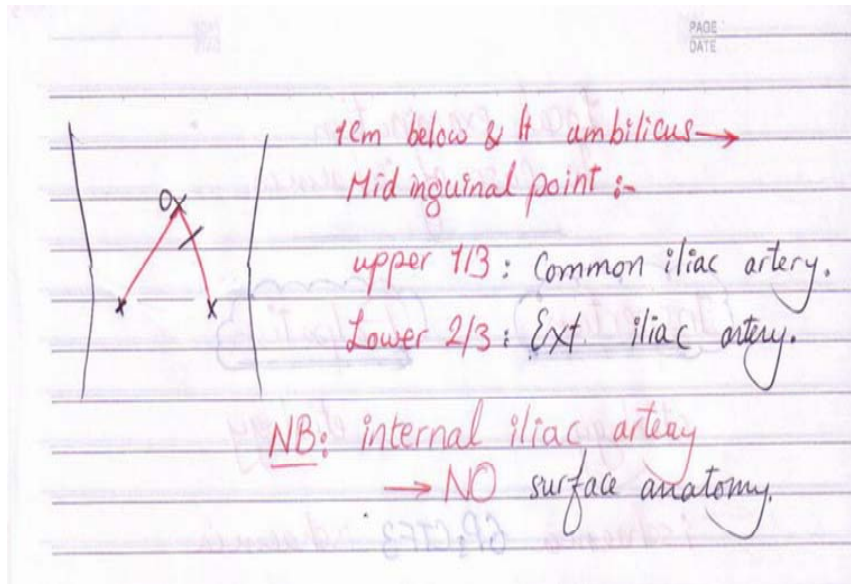 PAGE
DATE
1cm below & lt umbilicus →
Mid inguinal point :-
upper 1/3 : Common iliac artery.
Lower 2/3 : Ext. iliac artery.
NB: internal iliac artery
→ NO surface anatomy.